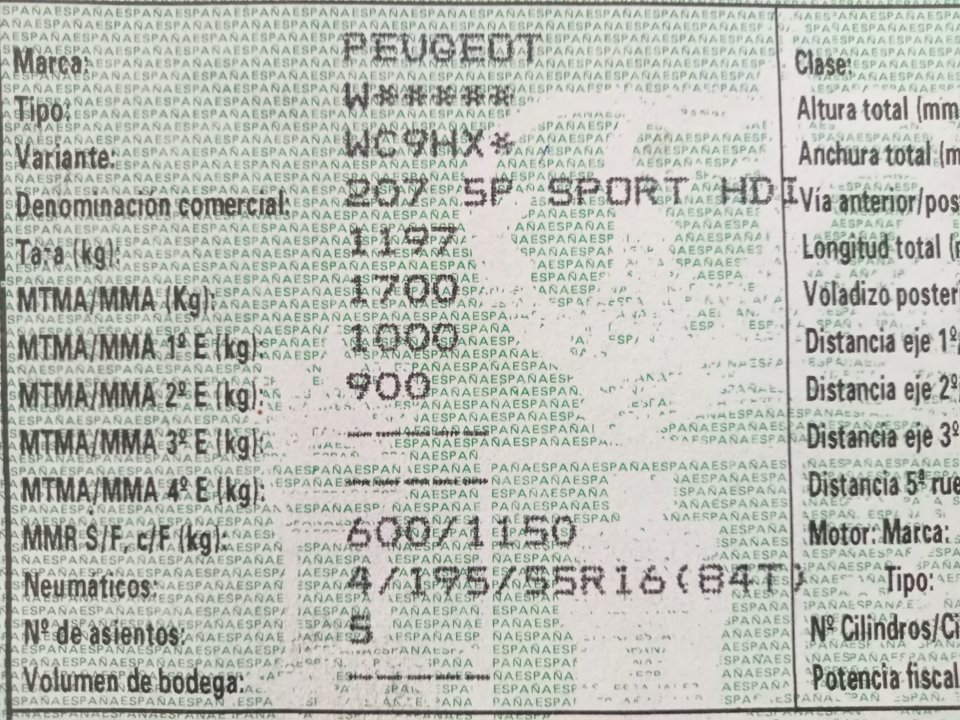 Marca: PEUGEOT
Tipo: W*****
Variante: WC9HX*
Denominación comercial: 207 5P SPORT HDI
Tara (kg): 1197
MTMA/MMA (Kg): 1700
MTMA/MMA 1º E (kg): 1000
MTMA/MMA 2º E (kg): 900
MTMA/MMA 3º E (kg): -----
MTMA/MMA 4º E (kg): -----
MMR S/F, c/F (kg): 600/1150
Neumáticos: 4/195/55R16(84T)
Nº de asientos: 5
Volumen de bodega: -----
Clase:
Altura total (mm
Anchura total (m
Vía anterior/pos
Longitud total (
Voladizo posteri
Distancia eje 1º
Distancia eje 2º
Distancia eje 3º
Distancia 5ª rue
Motor: Marca:
Tipo:
Nº Cilindros/Ci
Potencia fiscal